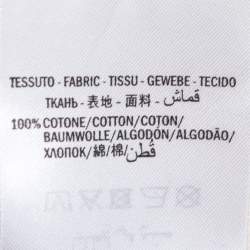 TESSUTO - FABRIC - TISSU - GEWEBE - TECIDO
ТКАНЬ - 表地 - 面料 - قماش
100% COTONE/COTTON/COTON/
BAUMWOLLE/ALGODÓN/ALGODÃO/
ХЛОПОК/綿/棉/قطن